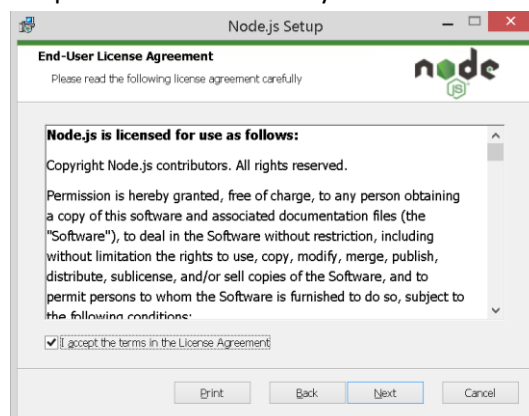 Node.js Setup
End-User License Agreement
Please read the following license agreement carefully
node
JS
Node.js is licensed for use as follows:
Copyright Node.js contributors. All rights reserved.
Permission is hereby granted, free of charge, to any person obtaining
a copy of this software and associated documentation files (the
"Software"), to deal in the Software without restriction, including
without limitation the rights to use, copy, modify, merge, publish,
distribute, sublicense, and/or sell copies of the Software, and to
permit persons to whom the Software is furnished to do so, subject to
the following conditions:
I accept the terms in the License Agreement
Print Back Next Cancel